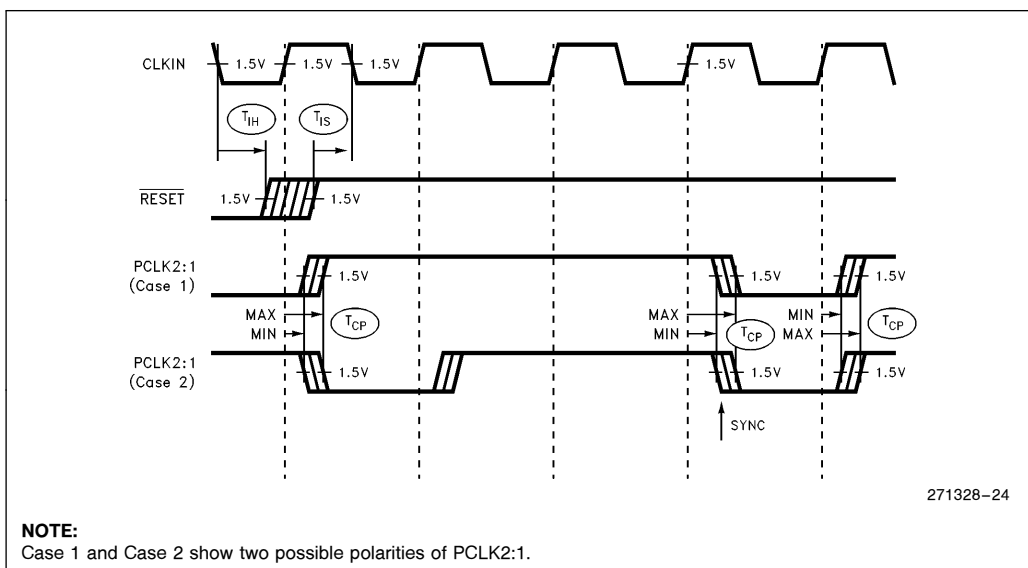 CLKIN 1.5V 1.5V 1.5V 1.5V
T_IH T_IS
RESET 1.5V 1.5V
PCLK2:1
(Case 1)
1.5V 1.5V 1.5V
MAX MAX MIN
MIN MIN MAX
T_CP T_CP T_CP
PCLK2:1
(Case 2)
1.5V 1.5V 1.5V
SYNC
271328–24
NOTE:
Case 1 and Case 2 show two possible polarities of PCLK2:1.